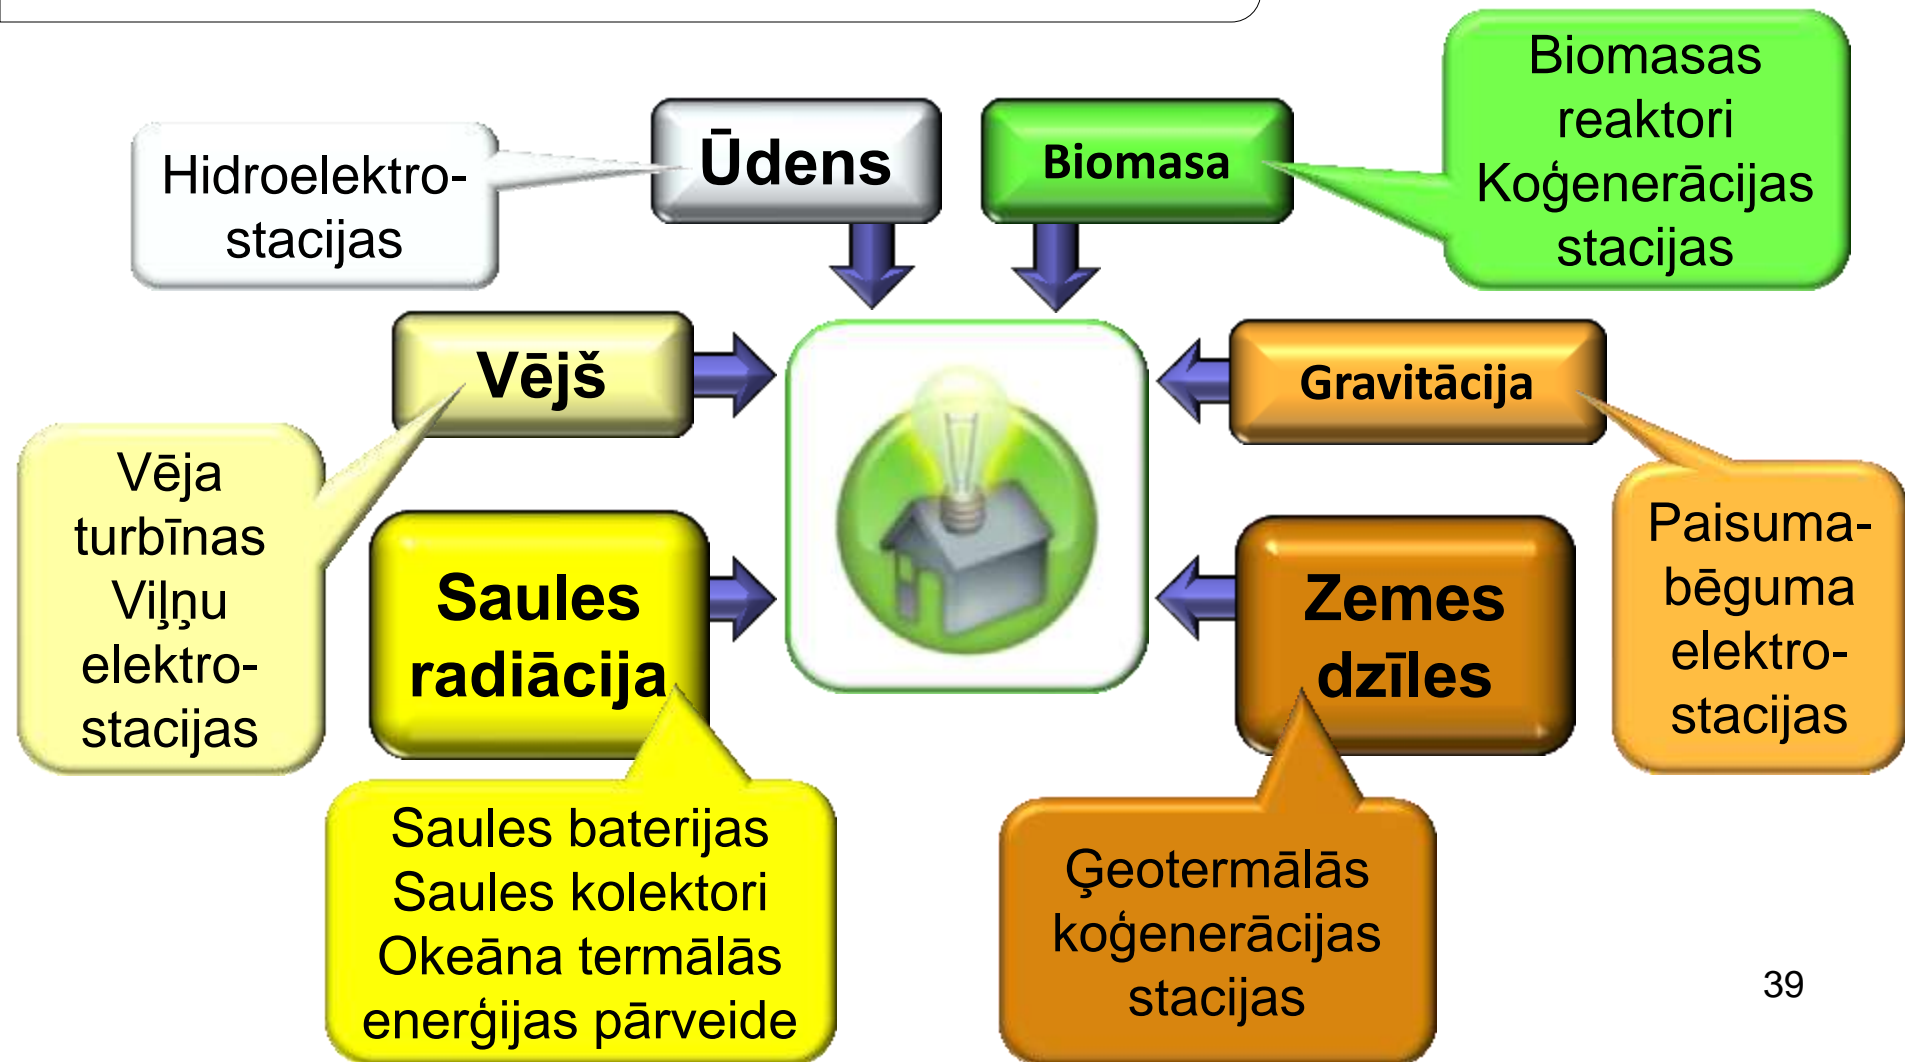 Hidroelektro-
stacijas
Ūdens
Biomasa
Biomasas
reaktori
Koģenerācijas
stacijas
Vējš
Gravitācija
Vēja
turbīnas
Viļņu
elektro-
stacijas
Saules
radiācija
Zemes
dzīles
Paisuma-
bēguma
elektro-
stacijas
Saules baterijas
Saules kolektori
Okeāna termālās
enerģijas pārveide
Ģeotermālās
koģenerācijas
stacijas
39